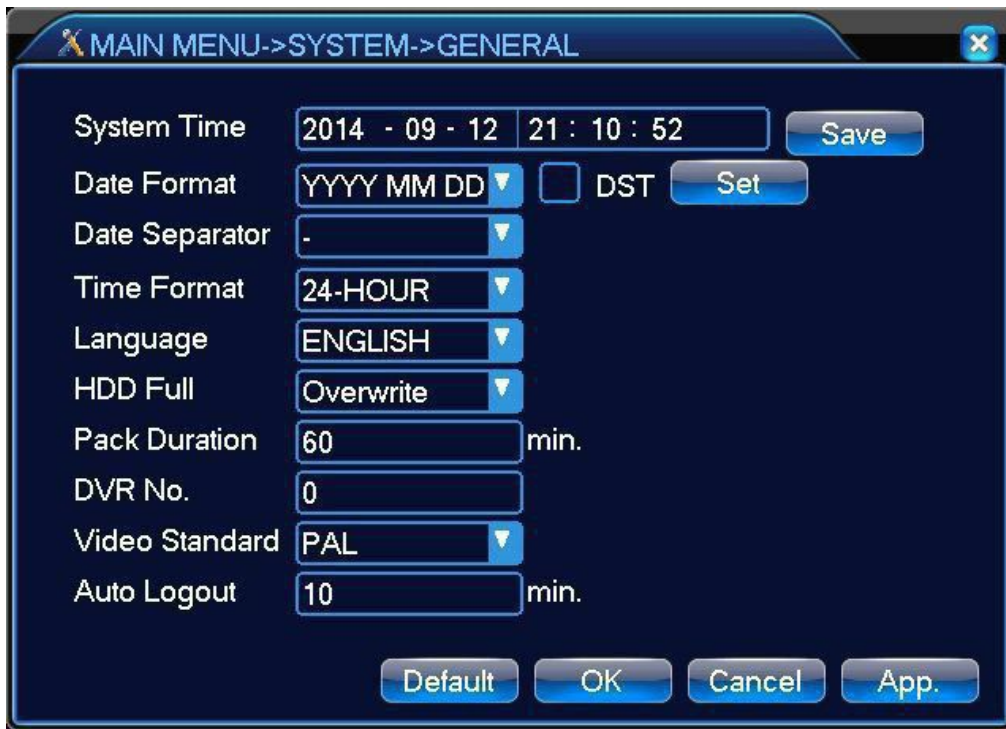 MAIN MENU->SYSTEM->GENERAL
System Time 2014 - 09 - 12 21 : 10 : 52 Save
Date Format YYYY MM DD DST Set
Date Separator -
Time Format 24-HOUR
Language ENGLISH
HDD Full Overwrite
Pack Duration 60 min.
DVR No. 0
Video Standard PAL
Auto Logout 10 min.
Default OK Cancel App.